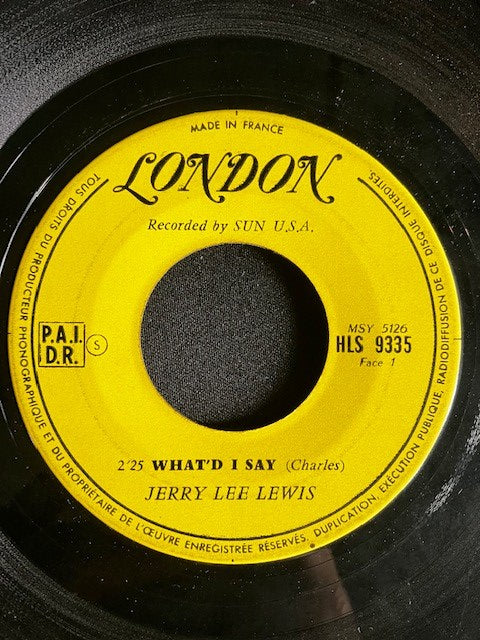 MADE IN FRANCE
LONDON
Recorded by SUN U.S.A.
P.A.I.
D.R.
S
MSY 5126
HLS 9335
Face 1
2'25 WHAT'D I SAY (Charles)
JERRY LEE LEWIS
TOUS DROITS DU PRODUCTEUR PHONOGRAPHIQUE ET DU PROPRIÉTAIRE DE L'ŒUVRE ENREGISTRÉE RÉSERVÉS, DUPLICATION, EXÉCUTION PUBLIQUE, RADIODIFFUSION DE CE DISQUE INTERDITES